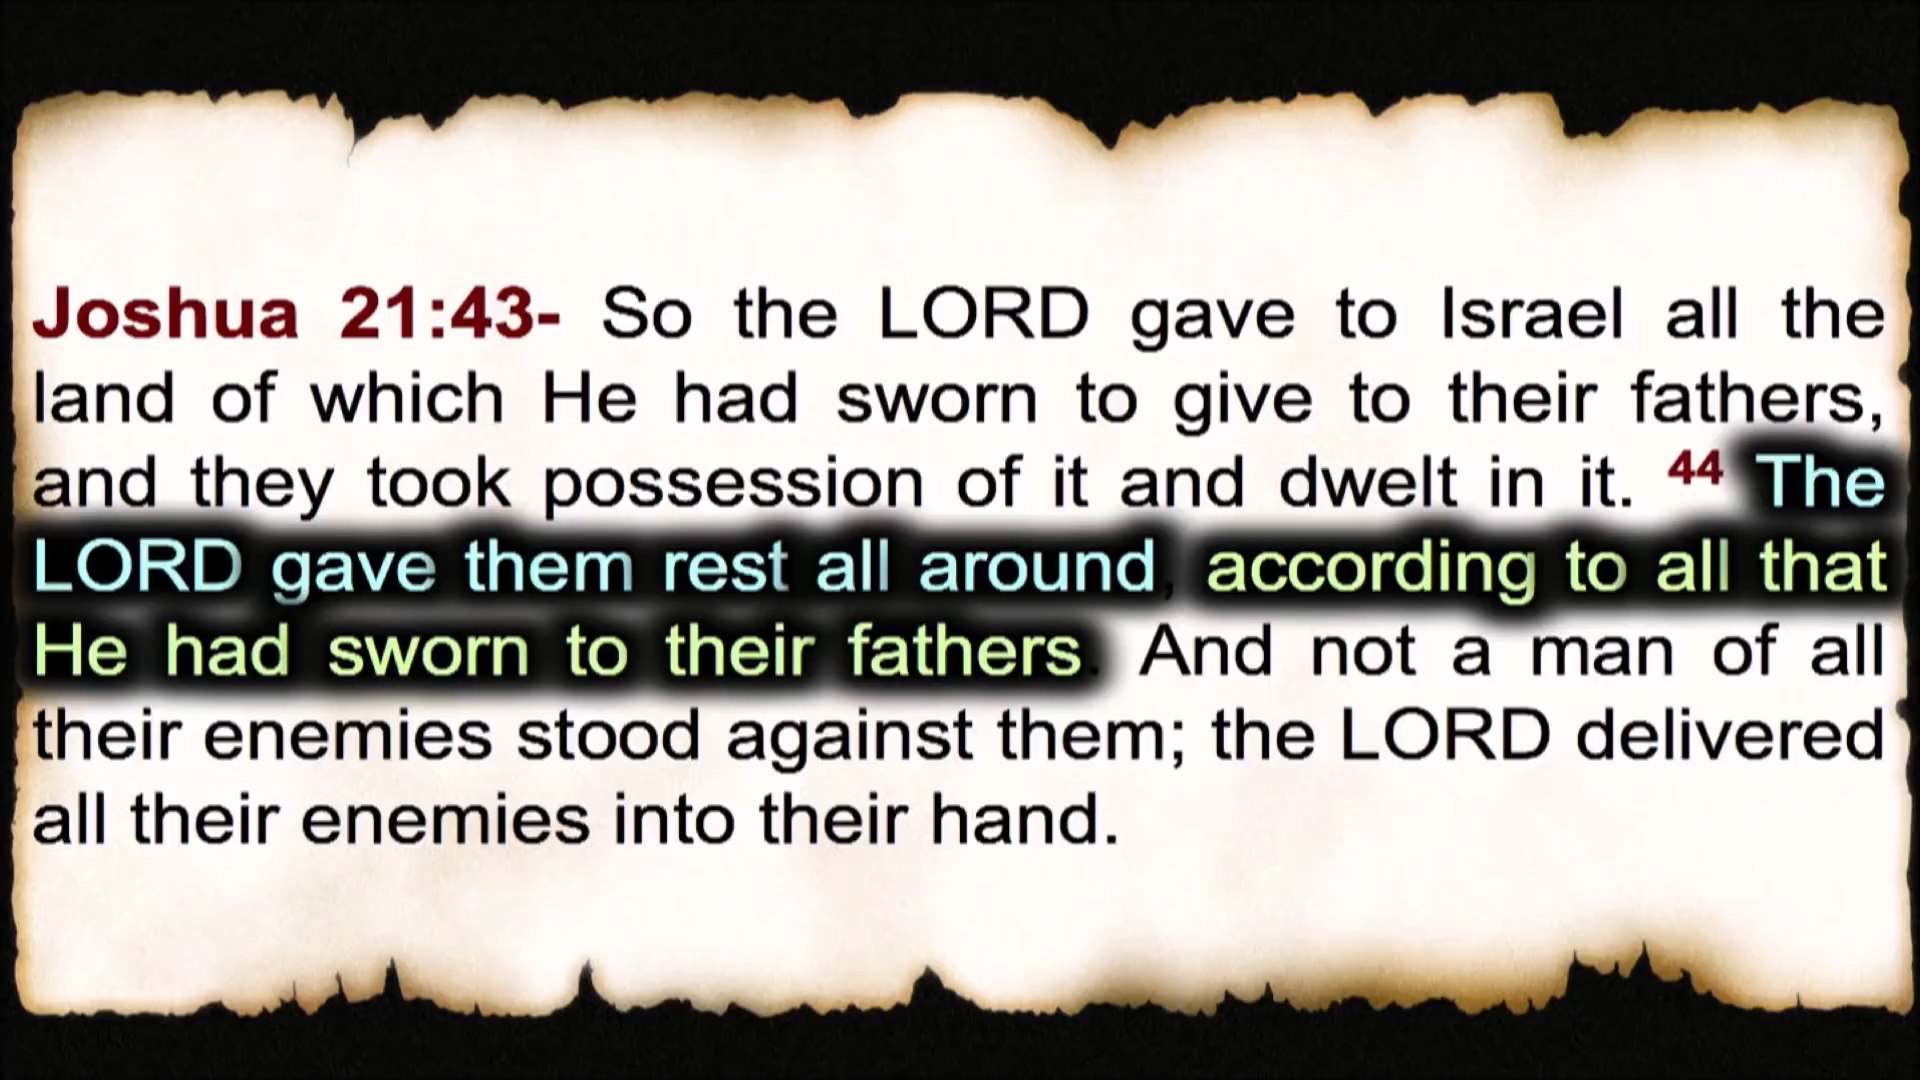 Joshua 21:43- So the LORD gave to Israel all the
land of which He had sworn to give to their fathers,
and they took possession of it and dwelt in it. 44 The
LORD gave them rest all around, according to all that
He had sworn to their fathers. And not a man of all
their enemies stood against them; the LORD delivered
all their enemies into their hand.